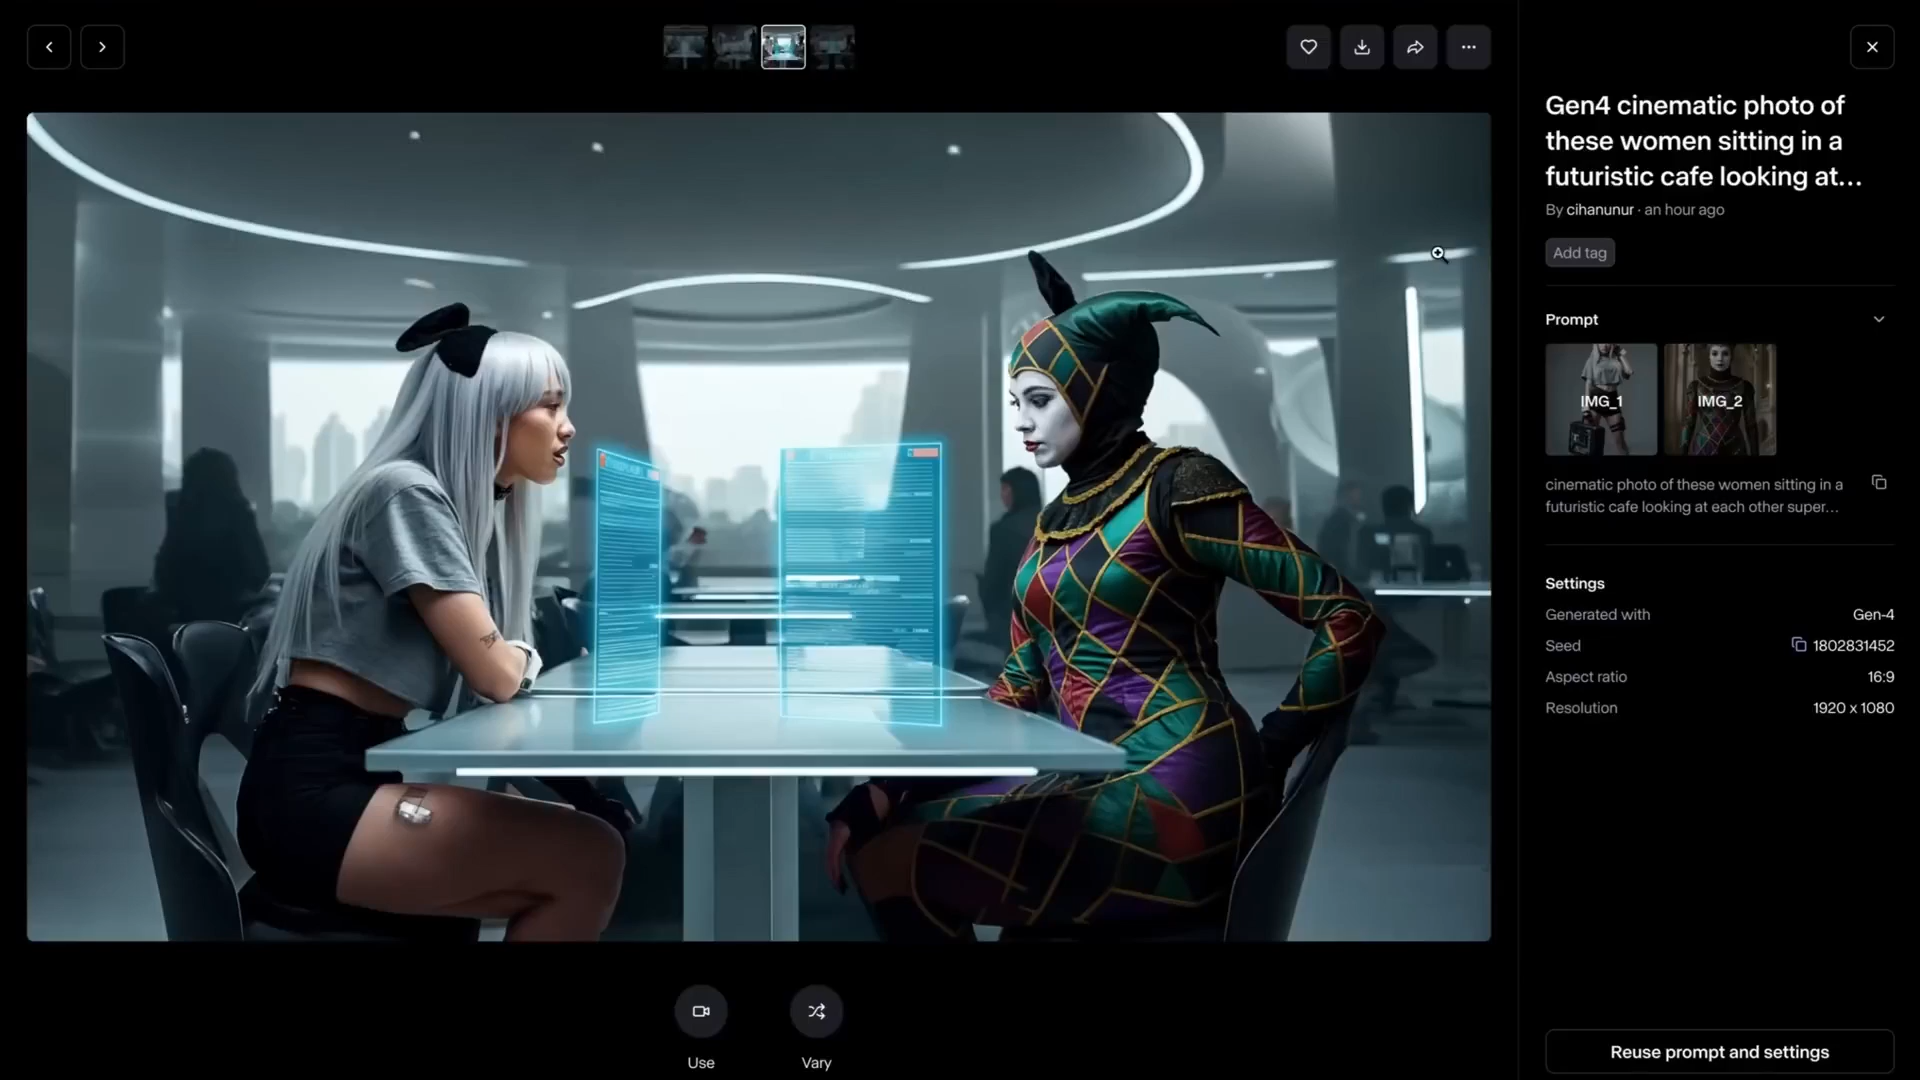 Gen4 cinematic photo of
these women sitting in a
futuristic cafe looking at...
By cihanunur · an hour ago
Add tag
Prompt
IMG_1
IMG_2
cinematic photo of these women sitting in a
futuristic cafe looking at each other super...
Settings
Generated with
Gen-4
Seed
1802831452
Aspect ratio
16:9
Resolution
1920 x 1080
Use
Vary
Reuse prompt and settings